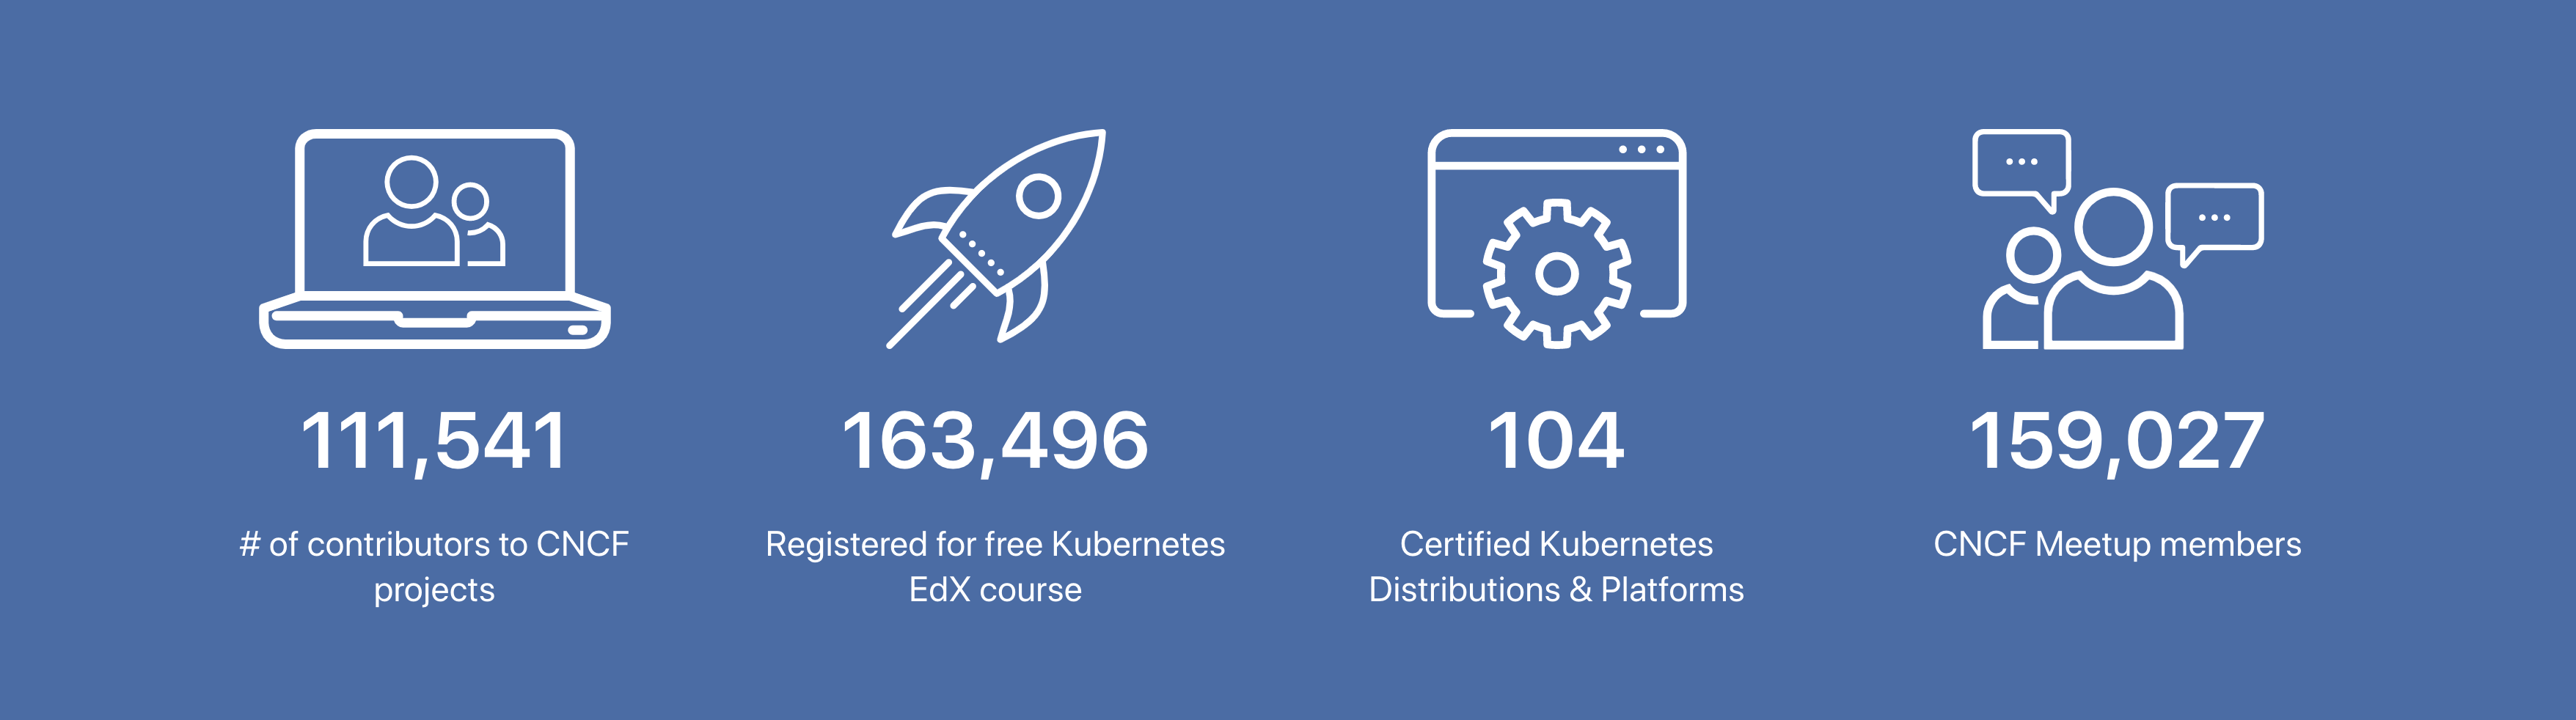 111,541
# of contributors to CNCF
projects
163,496
Registered for free Kubernetes
EdX course
104
Certified Kubernetes
Distributions & Platforms
159,027
CNCF Meetup members